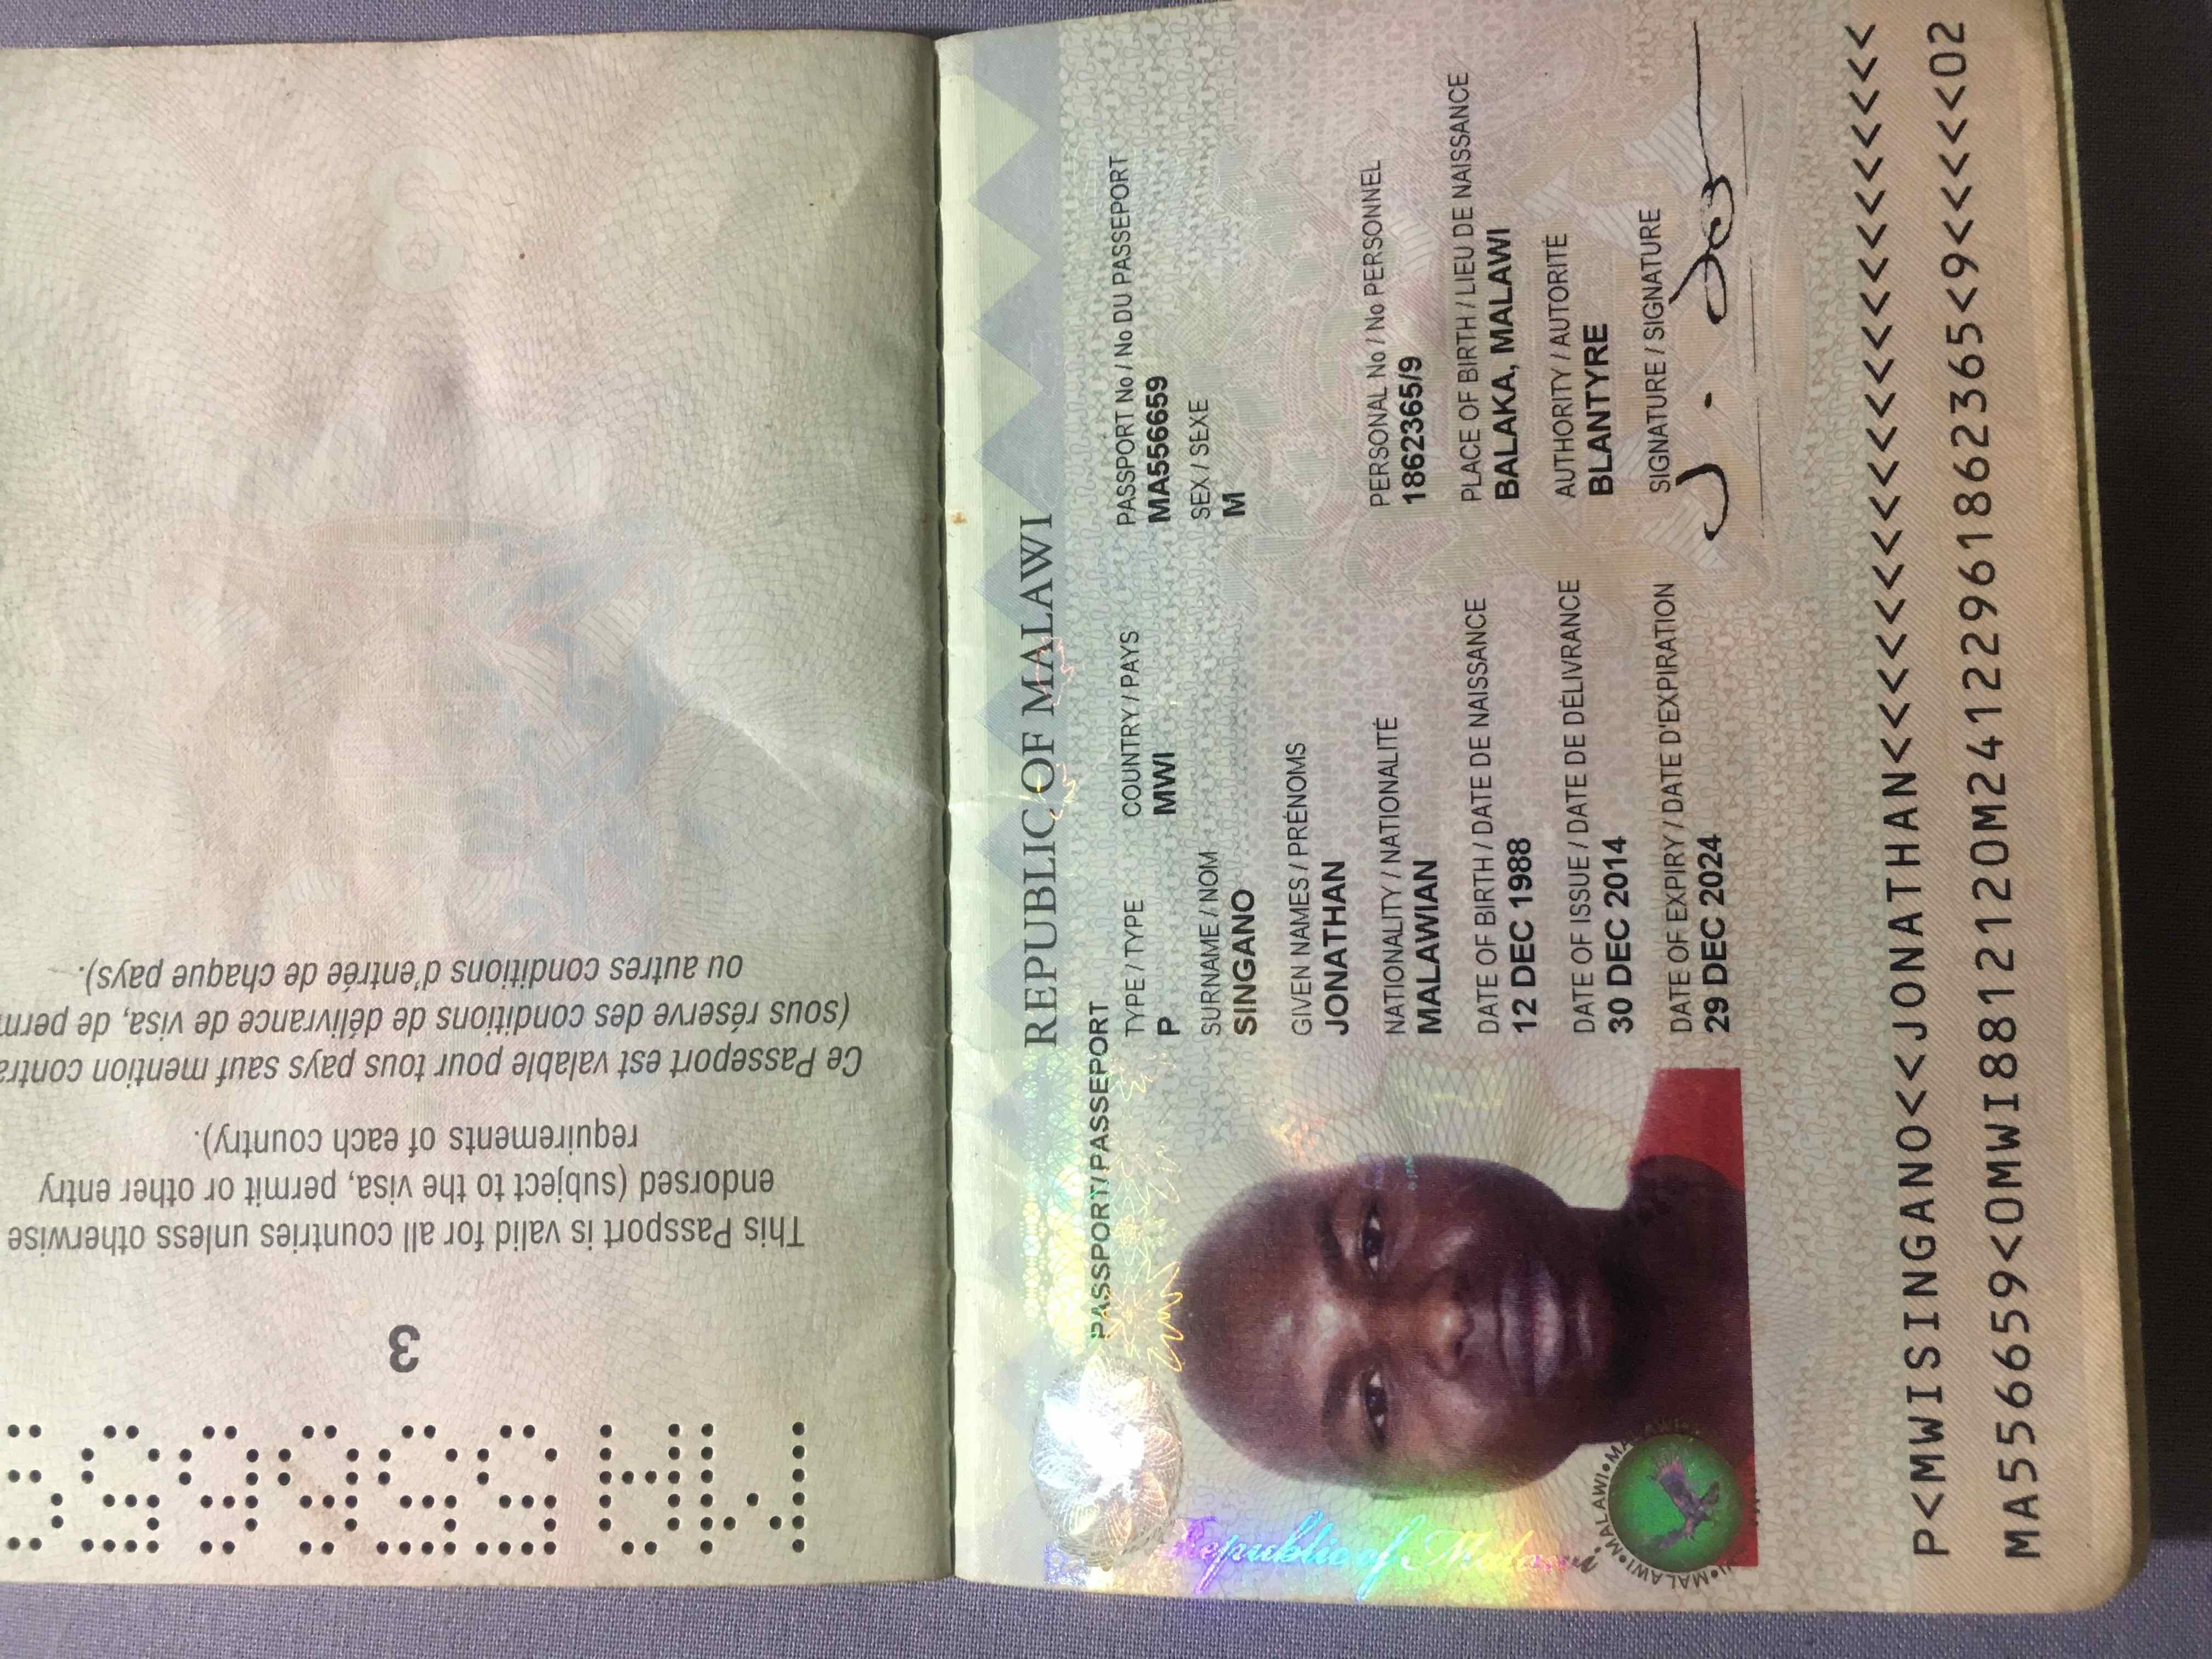 This Passport is valid for all countries unless otherwise
endorsed (subject to the visa, permit or other entry
requirements of each country).
Ce Passeport est valable pour tous pays sauf mention
(sous réserve des conditions de délivrance de visa, de
ou autres conditions d'entrée de chaque pays).
3
REPUBLIC OF MALAWI
PASSPORT/PASSEPORT
TYPE / TYPE COUNTRY / PAYS PASSPORT No / No DU PASSEPORT
P MWI MA556659
SURNAME / NOM SEX / SEXE
SINGANO M
GIVEN NAMES / PRÉNOMS
JONATHAN
NATIONALITY / NATIONALITÉ PERSONAL No / No PERSONNEL
MALAWIAN 1862365/9
DATE OF BIRTH / DATE DE NAISSANCE PLACE OF BIRTH / LIEU DE NAISSANCE
12 DEC 1988 BALAKA, MALAWI
DATE OF ISSUE / DATE DE DÉLIVRANCE AUTHORITY / AUTORITÉ
30 DEC 2014 BLANTYRE
DATE OF EXPIRY / DATE D'EXPIRATION SIGNATURE / SIGNATURE
29 DEC 2024
Republic of Malawi
MALAWI•MALAWI•MALAWI
P<MWISINGANO<<JONATHAN<<<<<<<<<<<<<<<<<<<<<<
MA556659<0MWI8812120M24122961862365<9<<<<<02